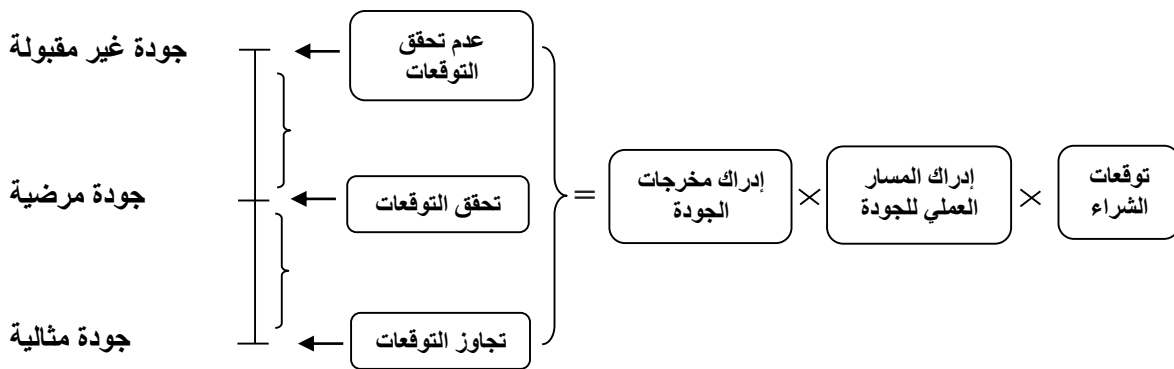 توقعات
الشراء
×
إدراك المسار
العملي للجودة
×
إدراك مخرجات
الجودة
=
عدم تحقق
التوقعات
جودة غير مقبولة
تحقق التوقعات
جودة مرضية
تجاوز التوقعات
جودة مثالية